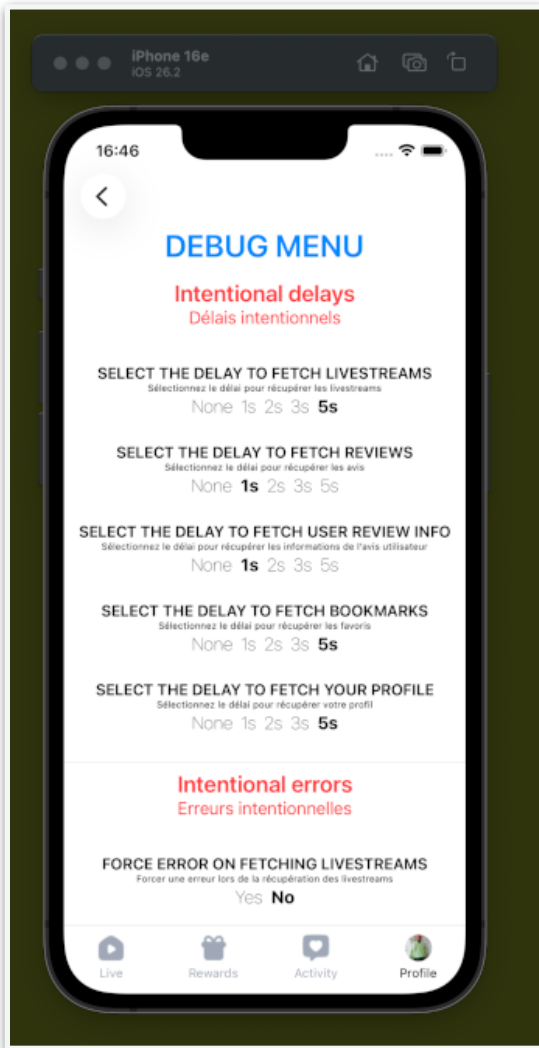 iPhone 16e
iOS 26.2
16:46
DEBUG MENU
Intentional delays
Délais intentionnels
SELECT THE DELAY TO FETCH LIVESTREAMS
Sélectionnez le délai pour récupérer les livestreams
None 1s 2s 3s 5s
SELECT THE DELAY TO FETCH REVIEWS
Sélectionnez le délai pour récupérer les avis
None 1s 2s 3s 5s
SELECT THE DELAY TO FETCH USER REVIEW INFO
Sélectionnez le délai pour récupérer les informations de l'avis utilisateur
None 1s 2s 3s 5s
SELECT THE DELAY TO FETCH BOOKMARKS
Sélectionnez le délai pour récupérer les favoris
None 1s 2s 3s 5s
SELECT THE DELAY TO FETCH YOUR PROFILE
Sélectionnez le délai pour récupérer votre profil
None 1s 2s 3s 5s
Intentional errors
Erreurs intentionnelles
FORCE ERROR ON FETCHING LIVESTREAMS
Forcer une erreur lors de la récupération des livestreams
Yes No
Live Rewards Activity Profile